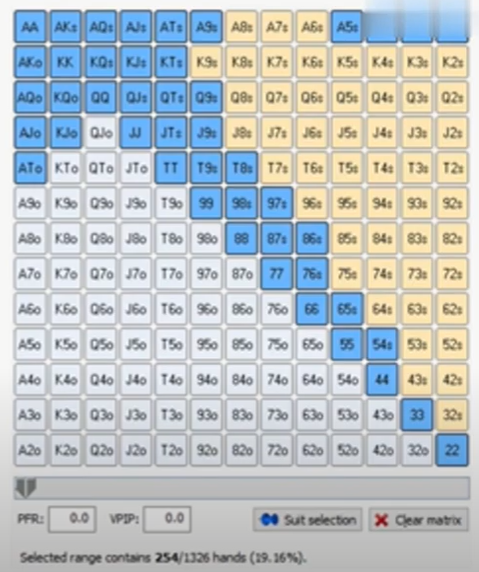 AA AKs AQs AJs ATs A9s A8s A7s A6s A5s
AKo KK KQs KJs KTs K9s K8s K7s K6s K5s K4s K3s K2s
AQo KQo QQ QJs QTs Q9s Q8s Q7s Q6s Q5s Q4s Q3s Q2s
AJo KJo QJo JJ JTs J9s J8s J7s J6s J5s J4s J3s J2s
ATo KTo QTo JTo TT T9s T8s T7s T6s T5s T4s T3s T2s
A9o K9o Q9o J9o T9o 99 98s 97s 96s 95s 94s 93s 92s
A8o K8o Q8o J8o T8o 98o 88 87s 86s 85s 84s 83s 82s
A7o K7o Q7o J7o T7o 97o 87o 77 76s 75s 74s 73s 72s
A6o K6o Q6o J6o T6o 96o 86o 76o 66 65s 64s 63s 62s
A5o K5o Q5o J5o T5o 95o 85o 75o 65o 55 54s 53s 52s
A4o K4o Q4o J4o T4o 94o 84o 74o 64o 54o 44 43s 42s
A3o K3o Q3o J3o T3o 93o 83o 73o 63o 53o 43o 33 32s
A2o K2o Q2o J2o T2o 92o 82o 72o 62o 52o 42o 32o 22
PFR: 0.0 VPIP: 0.0 Suit selection Clear matrix
Selected range contains 254/1326 hands (19.16%).